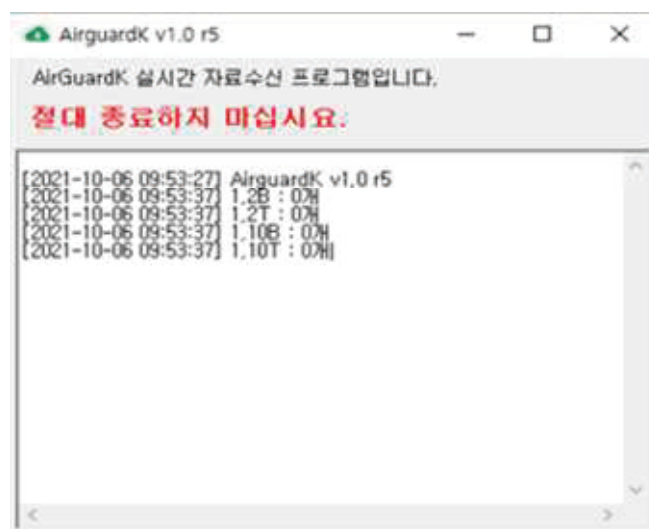 AirguardK v1.0 r5
AirGuardK 실시간 자료수신 프로그램입니다.
절대 종료하지 마십시요.
[2021-10-06 09:53:27] AirguardK v1.0 r5
[2021-10-06 09:53:37] 1,2B : 0개
[2021-10-06 09:53:37] 1,2T : 0개
[2021-10-06 09:53:37] 1,10B : 0개
[2021-10-06 09:53:37] 1,10T : 0개